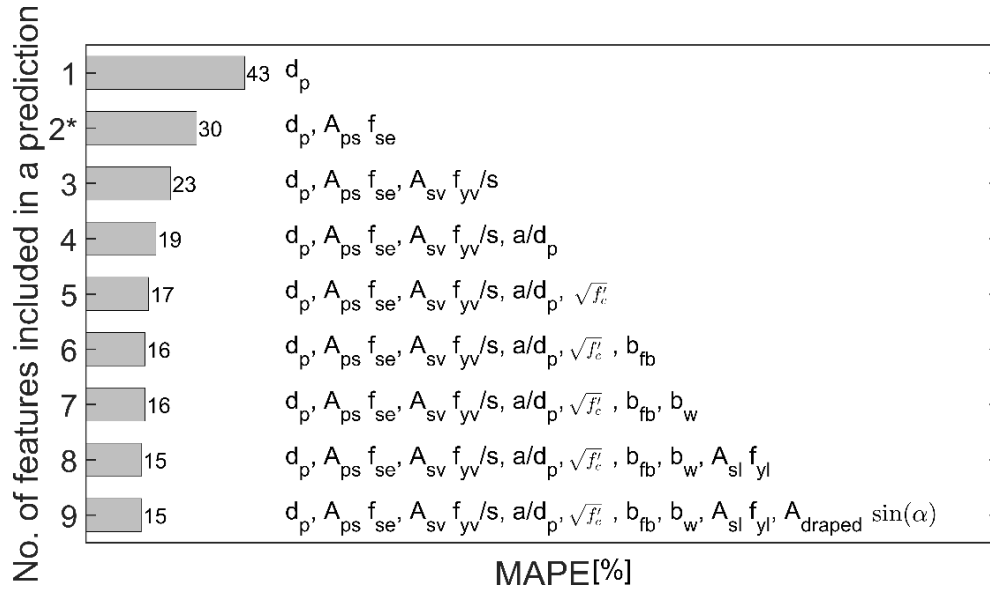 No. of features included in a prediction
1 43 d_p
2* 30 d_p, A_ps f_se
3 23 d_p, A_ps f_se, A_sv f_yv/s
4 19 d_p, A_ps f_se, A_sv f_yv/s, a/d_p
5 17 d_p, A_ps f_se, A_sv f_yv/s, a/d_p, √f'_c
6 16 d_p, A_ps f_se, A_sv f_yv/s, a/d_p, √f'_c , b_fb
7 16 d_p, A_ps f_se, A_sv f_yv/s, a/d_p, √f'_c , b_fb, b_w
8 15 d_p, A_ps f_se, A_sv f_yv/s, a/d_p, √f'_c , b_fb, b_w, A_sl f_yl
9 15 d_p, A_ps f_se, A_sv f_yv/s, a/d_p, √f'_c , b_fb, b_w, A_sl f_yl, A_draped sin(α)
MAPE[%]